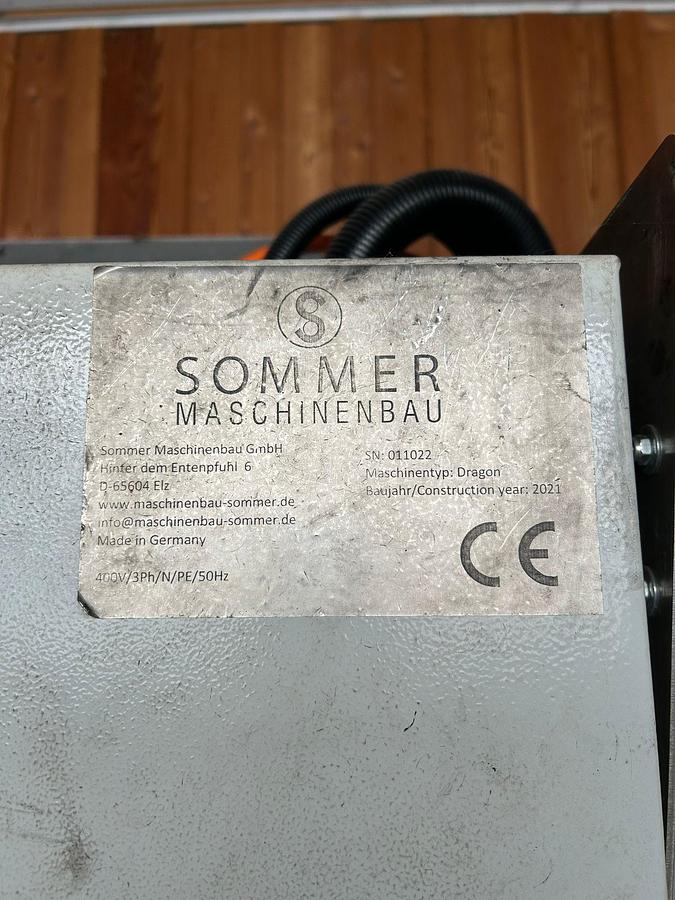 S
SOMMER
MASCHINENBAU
Sommer Maschinenbau GmbH
Hinter dem Entenpfuhl 6
D-65604 Elz
www.maschinenbau-sommer.de
info@maschinenbau-sommer.de
Made in Germany
400V/3Ph/N/PE/50Hz
SN: 011022
Maschinentyp: Dragon
Baujahr/Construction year: 2021
CE